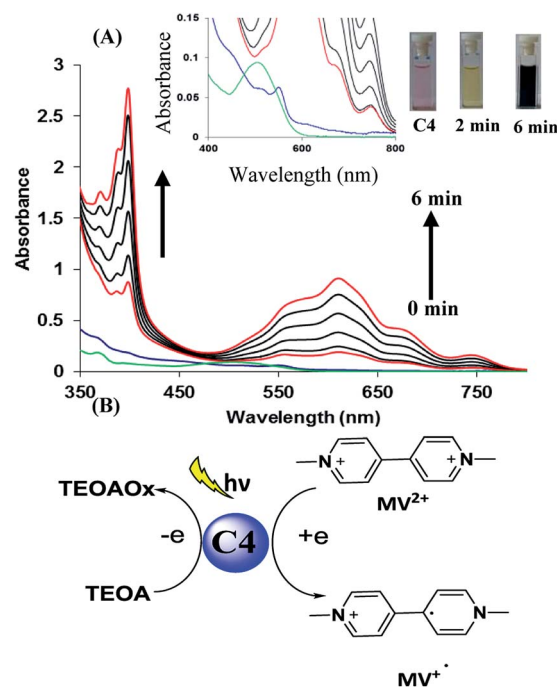 (A)
Absorbance
0.15
0.1
0.05
0
400 500 600 700 800
Wavelength (nm)
C4 2 min 6 min
Absorbance
3
2.5
2
1.5
1
0.5
0
6 min
0 min
350 450 550 650 750
Wavelength (nm)
(B)
hν
TEOAOx
-e
C4
+e
TEOA
N + + N
MV2+
N + · N
MV+·